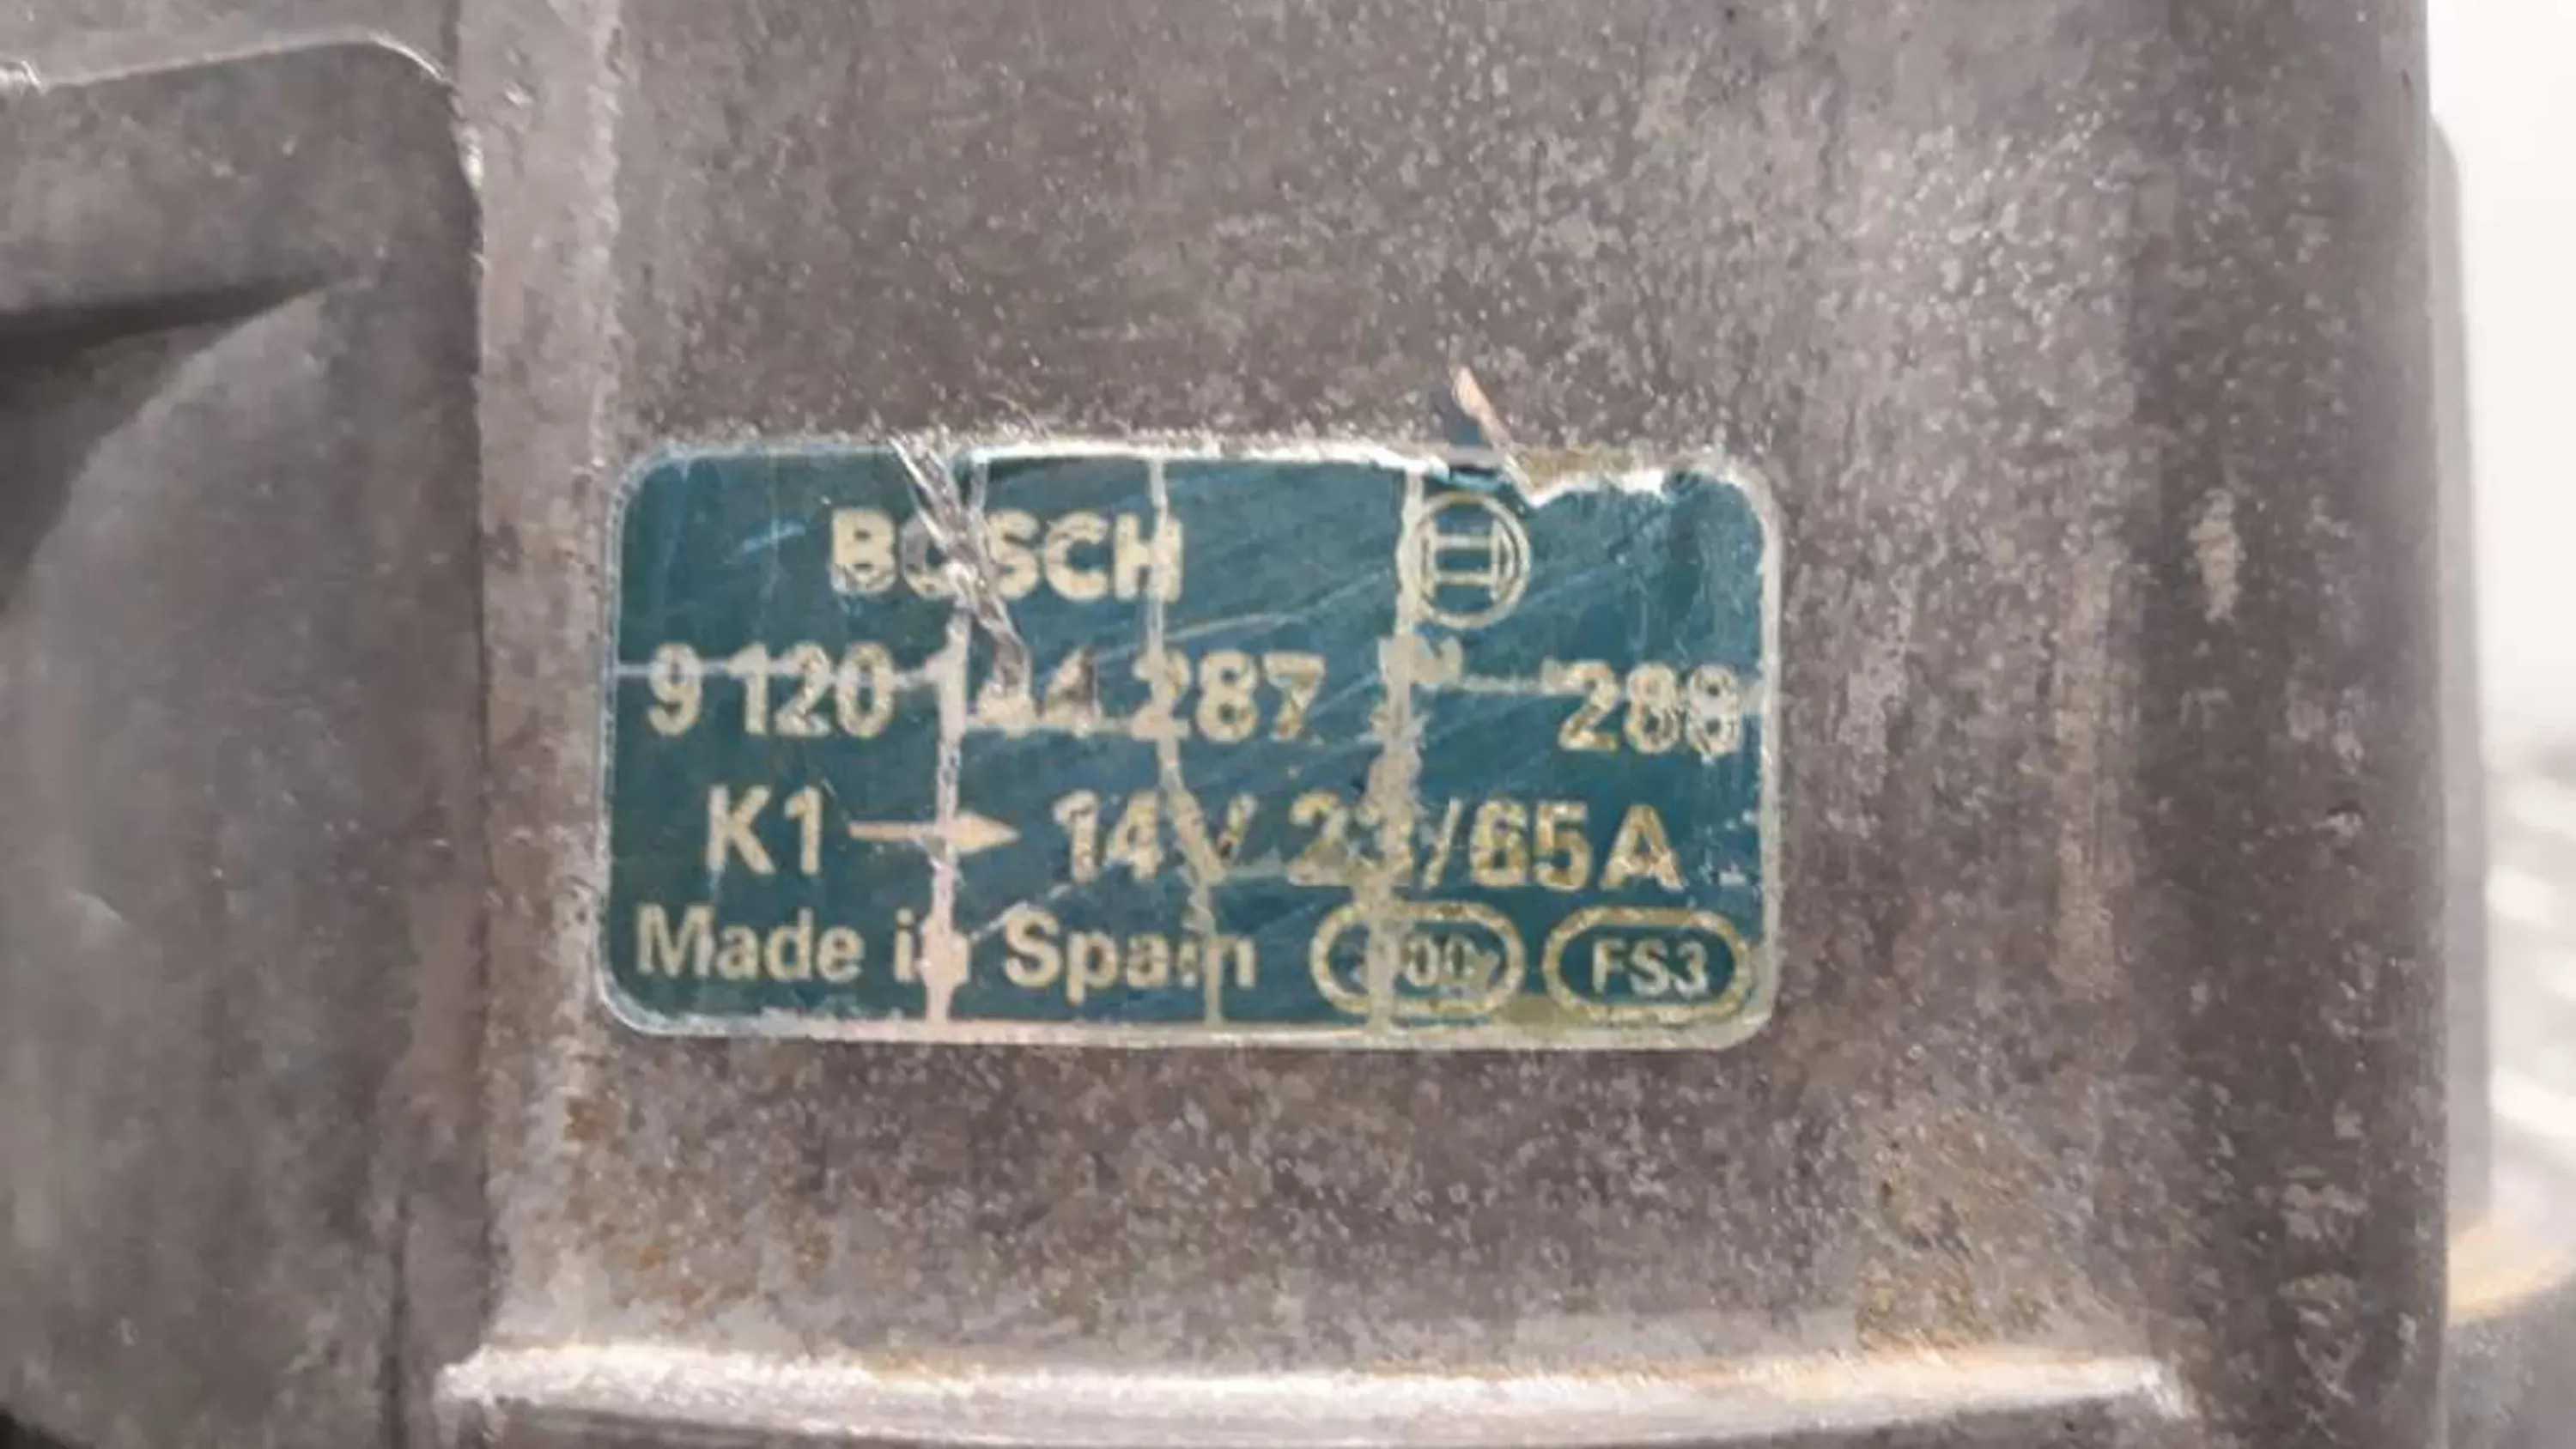 BOSCH
9 120 144 287 288
K1 → 14V 23/65A
Made in Spain FS3